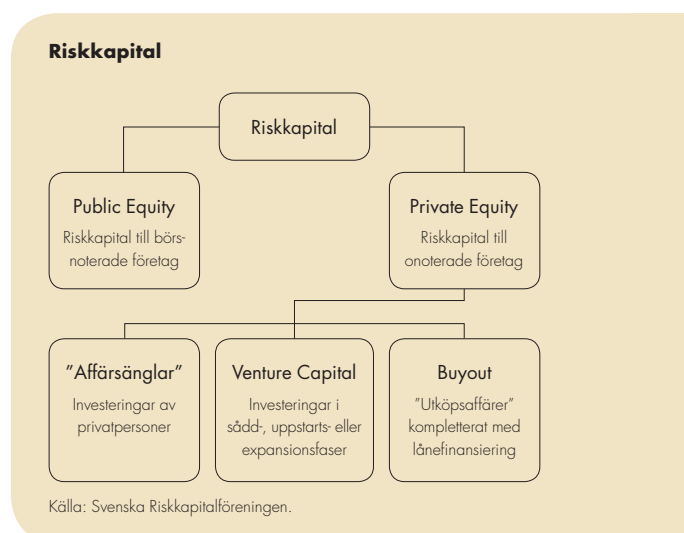 Riskkapital
Riskkapital
Public Equity
Riskkapital till börs-
noterade företag
Private Equity
Riskkapital till
onoterade företag
”Affärsänglar”
Investeringar av
privatpersoner
Venture Capital
Investeringar i
sådd-, uppstarts- eller
expansionsfaser
Buyout
”Utköpsaffärer”
kompletterat med
lånefinansiering
Källa: Svenska Riskkapitalföreningen.